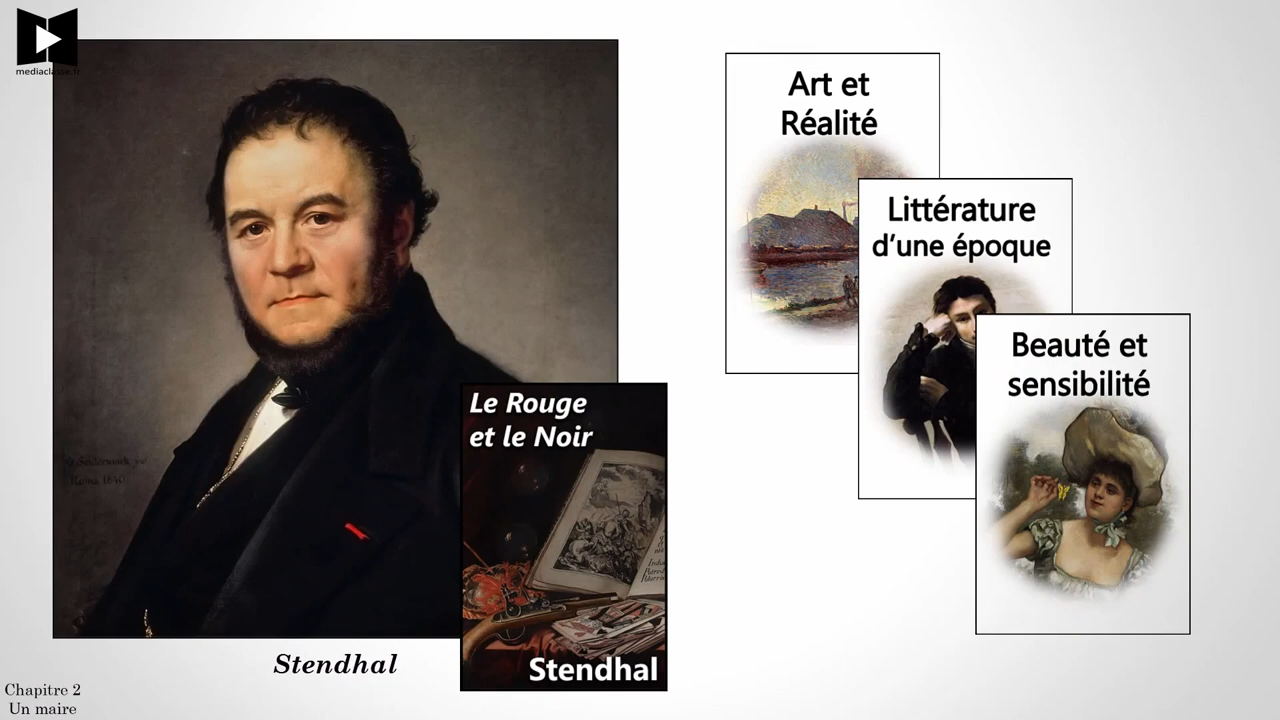 mediaclasse.fr
Art et
Réalité
Littérature
d'une époque
Beauté et
sensibilité
Le Rouge
et le Noir
Stendhal
Stendhal
Chapitre 2
Un maire